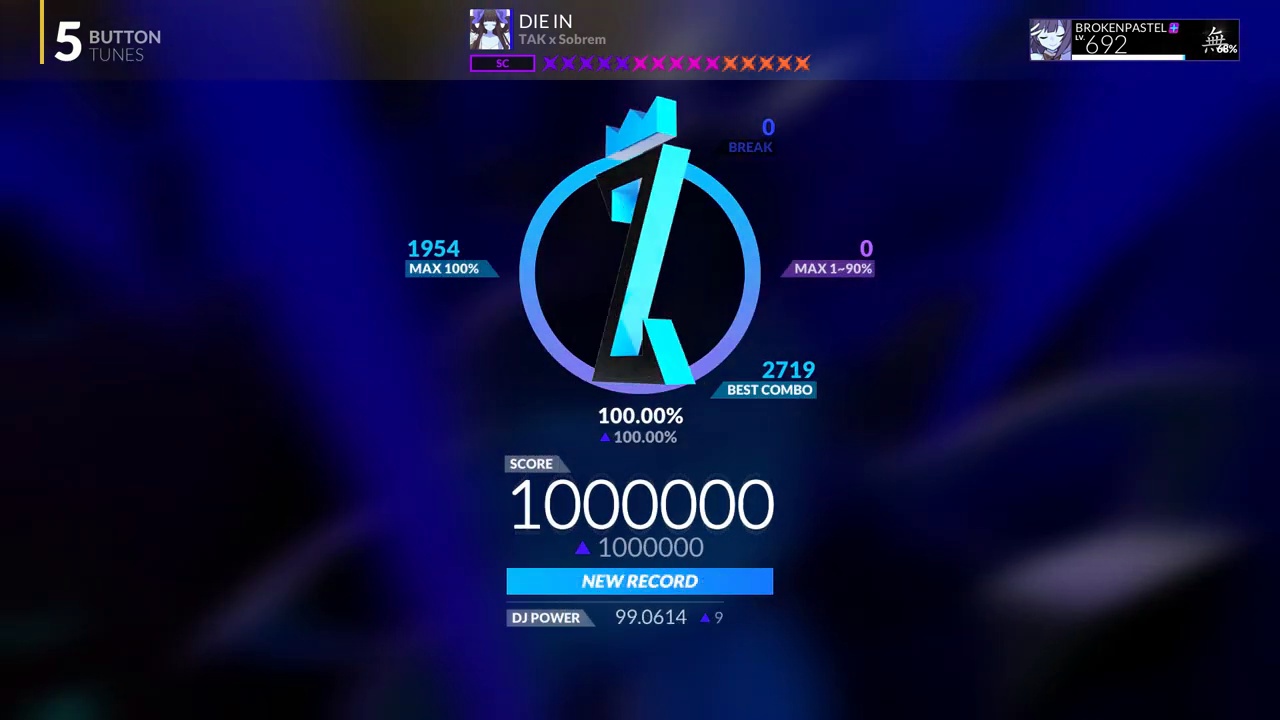 5 BUTTON TUNES
DIE IN
TAK x Sobrem
SC
BROKENPASTEL
LV. 692
無
68%
0
BREAK
1954
MAX 100%
0
MAX 1~90%
2719
BEST COMBO
100.00%
▲ 100.00%
SCORE
1000000
▲ 1000000
NEW RECORD
DJ POWER 99.0614 ▲ 9